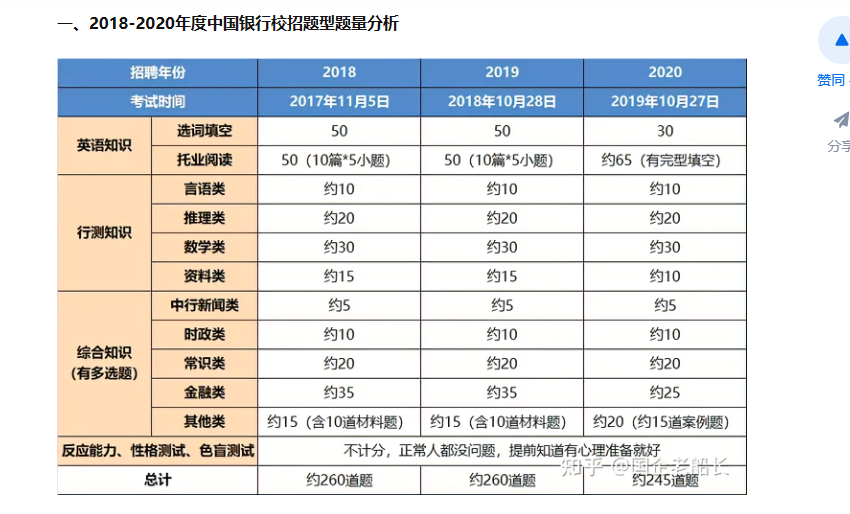 一、2018-2020年度中国银行校招题型题量分析
招聘年份 2018 2019 2020
考试时间 2017年11月5日 2018年10月28日 2019年10月27日
英语知识 选词填空 50 50 30
托业阅读 50（10篇*5小题） 50（10篇*5小题） 约65（有完型填空）
行测知识 言语类 约10 约10 约10
推理类 约20 约20 约20
数学类 约30 约30 约30
资料类 约15 约15 约10
综合知识
（有多选题）
中行新闻类 约5 约5 约5
时政类 约10 约10 约10
常识类 约20 约20 约20
金融类 约35 约35 约25
其他类 约15（含10道材料题） 约15（含10道材料题） 约20（约15道案例题）
反应能力、性格测试、色盲测试 不计分，正常人都没问题，提前知道有心理准备就好
总计 约260道题 约260道题 约245道题
知乎 @国企老船长
赞同
分享